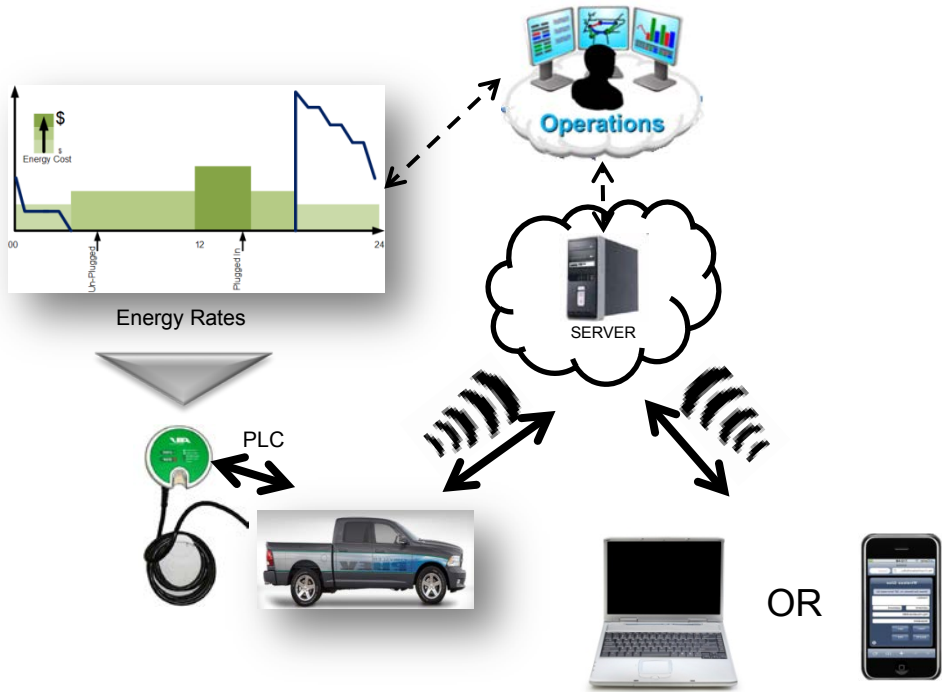 Operations
$
$
Energy Cost
00
12
24
Un-Plugged
Plugged In
Energy Rates
SERVER
PLC
OR